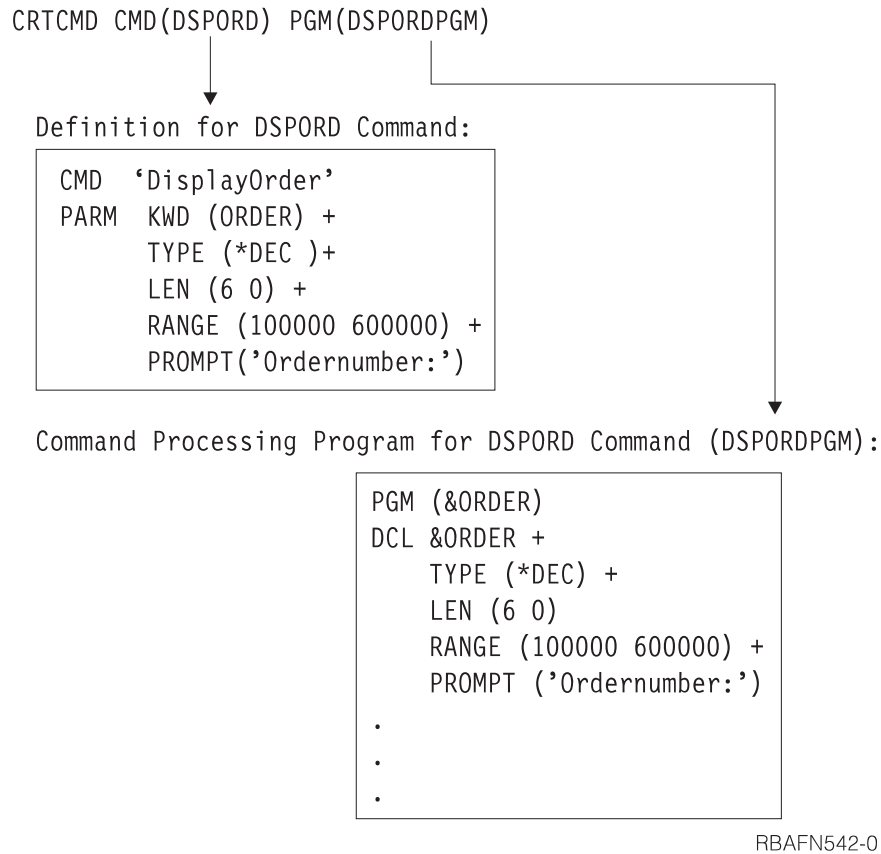 CRTCMD CMD(DSPORD) PGM(DSPORDPGM)
Definition for DSPORD Command:
CMD ‘DisplayOrder’
PARM KWD (ORDER) +
TYPE (*DEC )+
LEN (6 0) +
RANGE (100000 600000) +
PROMPT(’Ordernumber:’)
Command Processing Program for DSPORD Command (DSPORDPGM):
PGM (&ORDER)
DCL &ORDER +
TYPE (*DEC) +
LEN (6 0)
RANGE (100000 600000) +
PROMPT (’Ordernumber:’)
.
.
.
RBAFN542-0